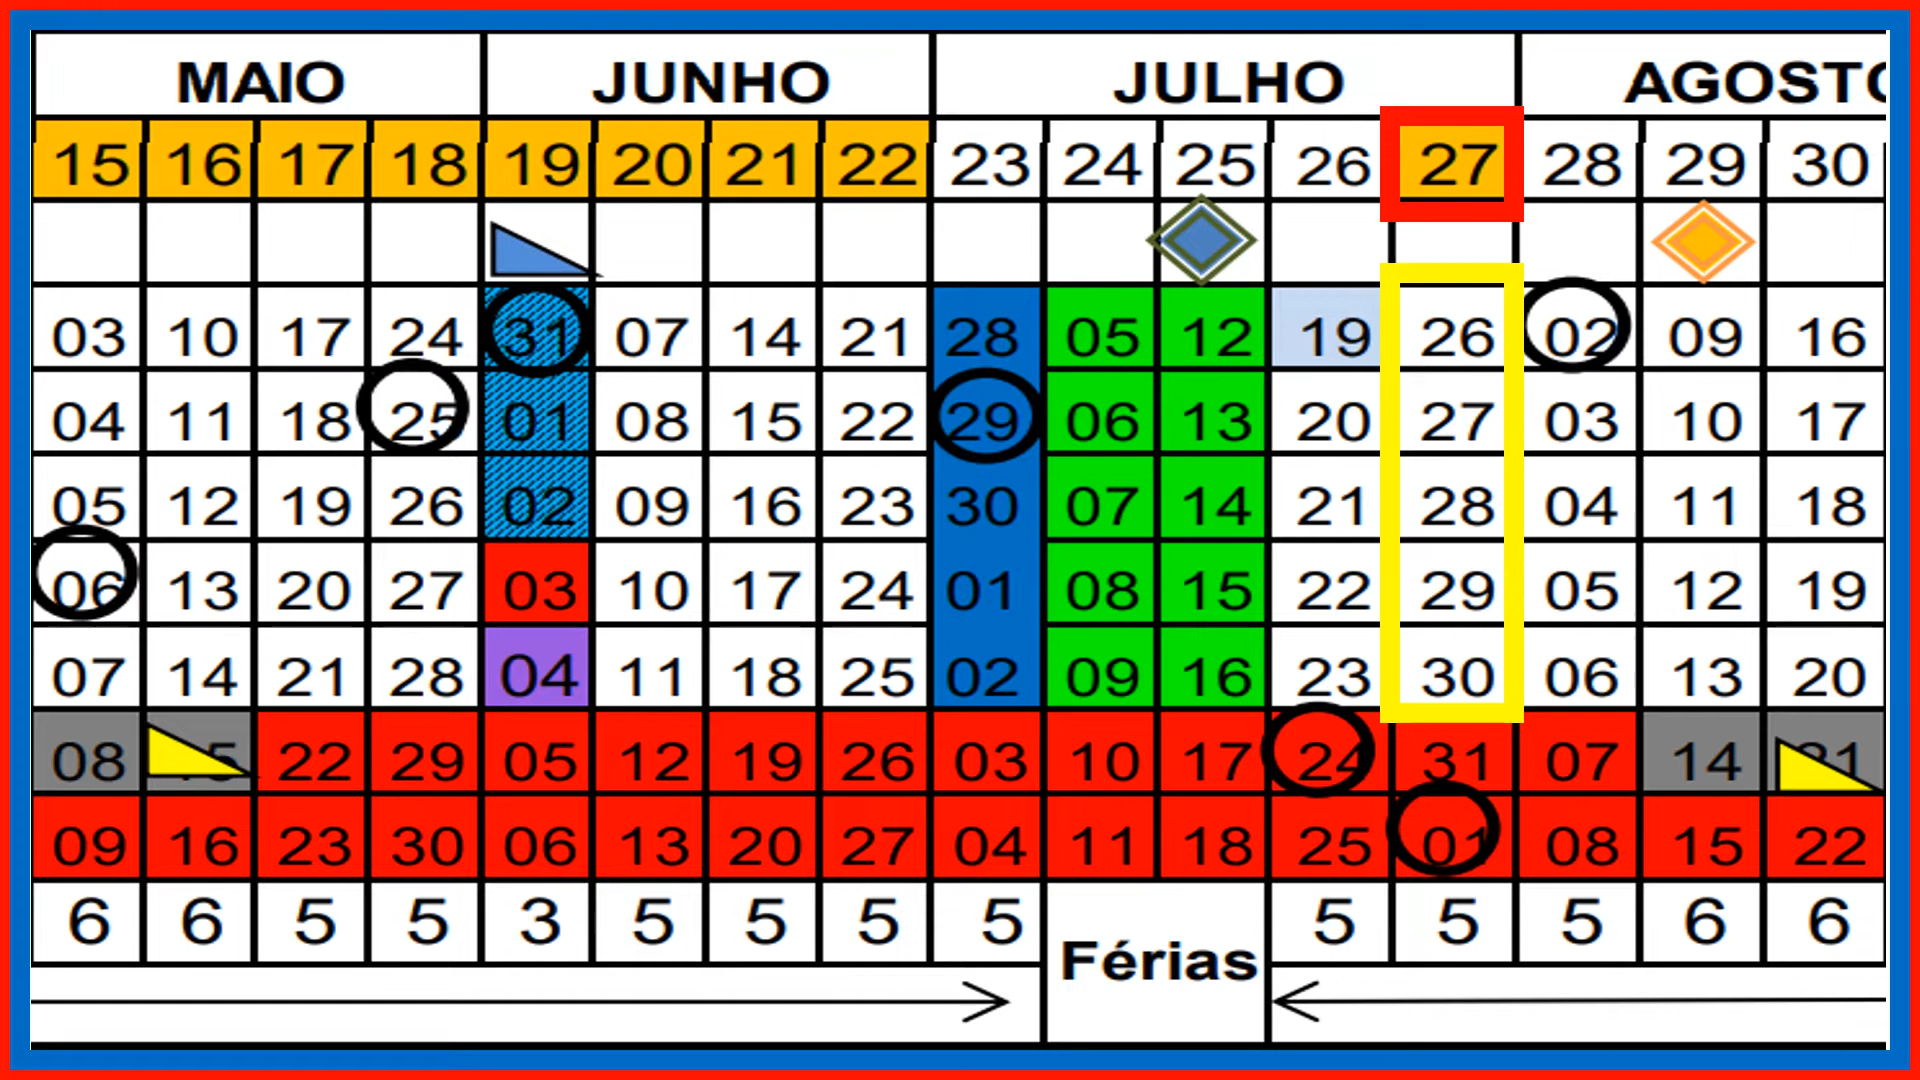 MAIO JUNHO JULHO AGOSTO
15 16 17 18 19 20 21 22 23 24 25 26 27 28 29 30
03 10 17 24 31 07 14 21 28 05 12 19 26 02 09 16
04 11 18 25 01 08 15 22 29 06 13 20 27 03 10 17
05 12 19 26 02 09 16 23 30 07 14 21 28 04 11 18
06 13 20 27 03 10 17 24 01 08 15 22 29 05 12 19
07 14 21 28 04 11 18 25 02 09 16 23 30 06 13 20
08 15 22 29 05 12 19 26 03 10 17 24 31 07 14 21
09 16 23 30 06 13 20 27 04 11 18 25 01 08 15 22
6 6 5 5 3 5 5 5 5 5 5 5 6 6
Férias